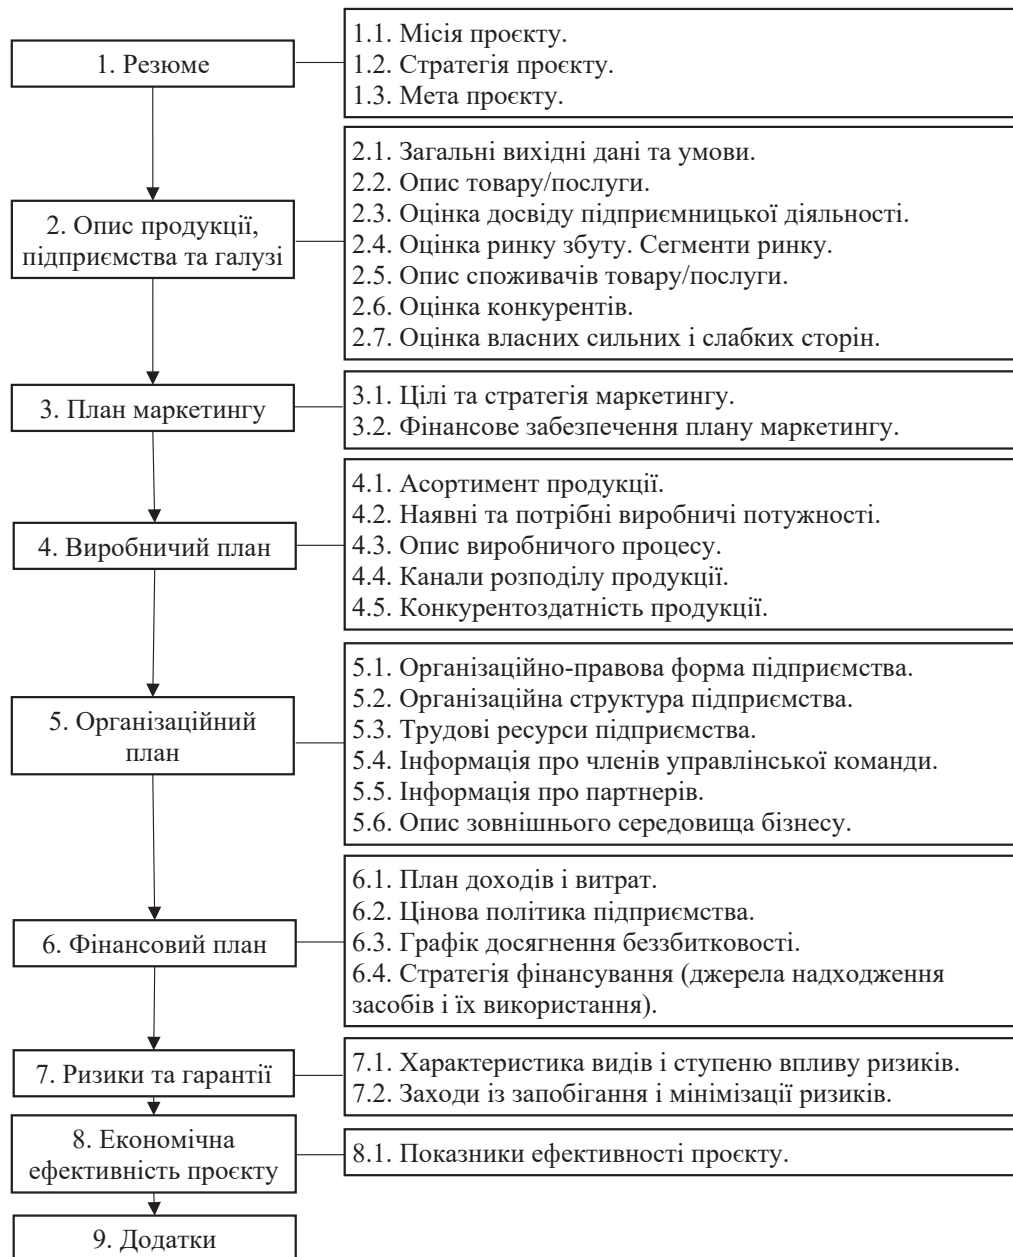 1. Резюме
1.1. Місія проєкту.
1.2. Стратегія проєкту.
1.3. Мета проєкту.
2. Опис продукції,
підприємства та галузі
2.1. Загальні вихідні дані та умови.
2.2. Опис товару/послуги.
2.3. Оцінка досвіду підприємницької діяльності.
2.4. Оцінка ринку збуту. Сегменти ринку.
2.5. Опис споживачів товару/послуги.
2.6. Оцінка конкурентів.
2.7. Оцінка власних сильних і слабких сторін.
3. План маркетингу
3.1. Цілі та стратегія маркетингу.
3.2. Фінансове забезпечення плану маркетингу.
4. Виробничий план
4.1. Асортимент продукції.
4.2. Наявні та потрібні виробничі потужності.
4.3. Опис виробничого процесу.
4.4. Канали розподілу продукції.
4.5. Конкурентоздатність продукції.
5. Організаційний
план
5.1. Організаційно-правова форма підприємства.
5.2. Організаційна структура підприємства.
5.3. Трудові ресурси підприємства.
5.4. Інформація про членів управлінської команди.
5.5. Інформація про партнерів.
5.6. Опис зовнішнього середовища бізнесу.
6. Фінансовий план
6.1. План доходів і витрат.
6.2. Цінова політика підприємства.
6.3. Графік досягнення беззбитковості.
6.4. Стратегія фінансування (джерела надходження
засобів і їх використання).
7. Ризики та гарантії
7.1. Характеристика видів і ступеню впливу ризиків.
7.2. Заходи із запобігання і мінімізації ризиків.
8. Економічна
ефективність проєкту
8.1. Показники ефективності проєкту.
9. Додатки